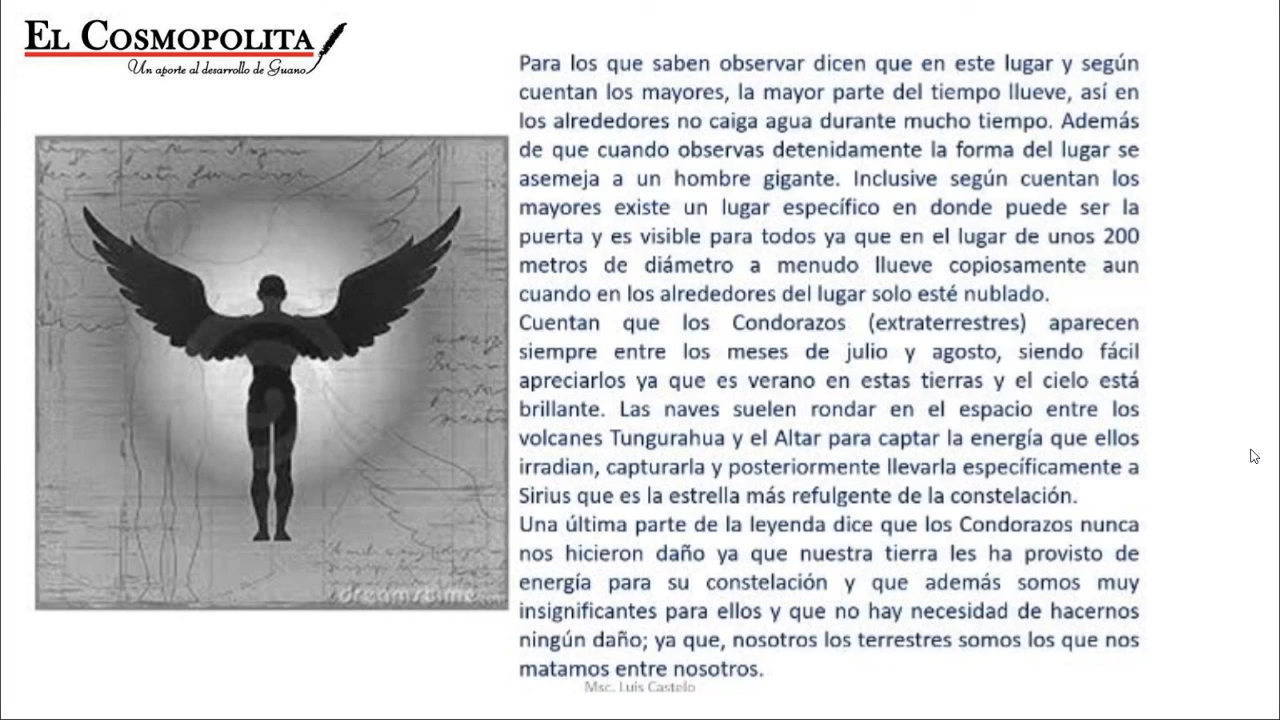 EL COSMOPOLITA
Un aporte al desarrollo de Guano
Para los que saben observar dicen que en este lugar y según
cuentan los mayores, la mayor parte del tiempo llueve, así en
los alrededores no caiga agua durante mucho tiempo. Además
de que cuando observas detenidamente la forma del lugar se
asemeja a un hombre gigante. Inclusive según cuentan los
mayores existe un lugar específico en donde puede ser la
puerta y es visible para todos ya que en el lugar de unos 200
metros de diámetro a menudo llueve copiosamente aun
cuando en los alrededores del lugar solo esté nublado.
Cuentan que los Condorazos (extraterrestres) aparecen
siempre entre los meses de julio y agosto, siendo fácil
apreciarlos ya que es verano en estas tierras y el cielo está
brillante. Las naves suelen rondar en el espacio entre los
volcanes Tungurahua y el Altar para captar la energía que ellos
irradian, capturarla y posteriormente llevarla específicamente a
Sirius que es la estrella más refulgente de la constelación.
Una última parte de la leyenda dice que los Condorazos nunca
nos hicieron daño ya que nuestra tierra les ha provisto de
energía para su constelación y que además somos muy
insignificantes para ellos y que no hay necesidad de hacernos
ningún daño; ya que, nosotros los terrestres somos los que nos
matamos entre nosotros.
Msc. Luis Castelo
dreamstime